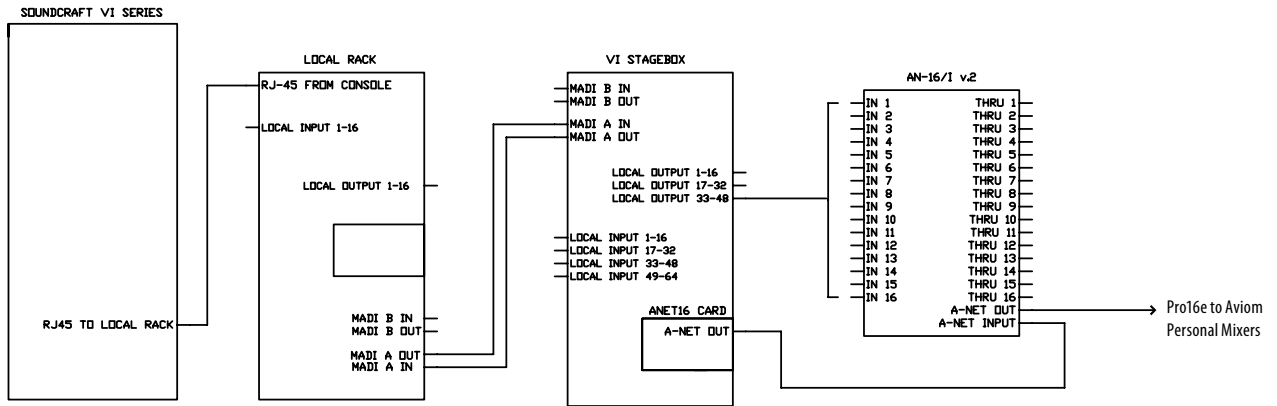 SOUNDCRAFT VI SERIES
RJ45 TO LOCAL RACK
LOCAL RACK
RJ-45 FROM CONSOLE
LOCAL INPUT 1-16
LOCAL OUTPUT 1-16
MADI B IN
MADI B OUT
MADI A OUT
MADI A IN
VI STAGEBOX
MADI B IN
MADI B OUT
MADI A IN
MADI A OUT
LOCAL OUTPUT 1-16
LOCAL OUTPUT 17-32
LOCAL OUTPUT 33-48
LOCAL INPUT 1-16
LOCAL INPUT 17-32
LOCAL INPUT 33-48
LOCAL INPUT 49-64
ANET16 CARD
A-NET OUT
AN-16/I v.2
IN 1 THRU 1
IN 2 THRU 2
IN 3 THRU 3
IN 4 THRU 4
IN 5 THRU 5
IN 6 THRU 6
IN 7 THRU 7
IN 8 THRU 8
IN 9 THRU 9
IN 10 THRU 10
IN 11 THRU 11
IN 12 THRU 12
IN 13 THRU 13
IN 14 THRU 14
IN 15 THRU 15
IN 16 THRU 16
A-NET OUT
A-NET INPUT
Pro16e to Aviom
Personal Mixers